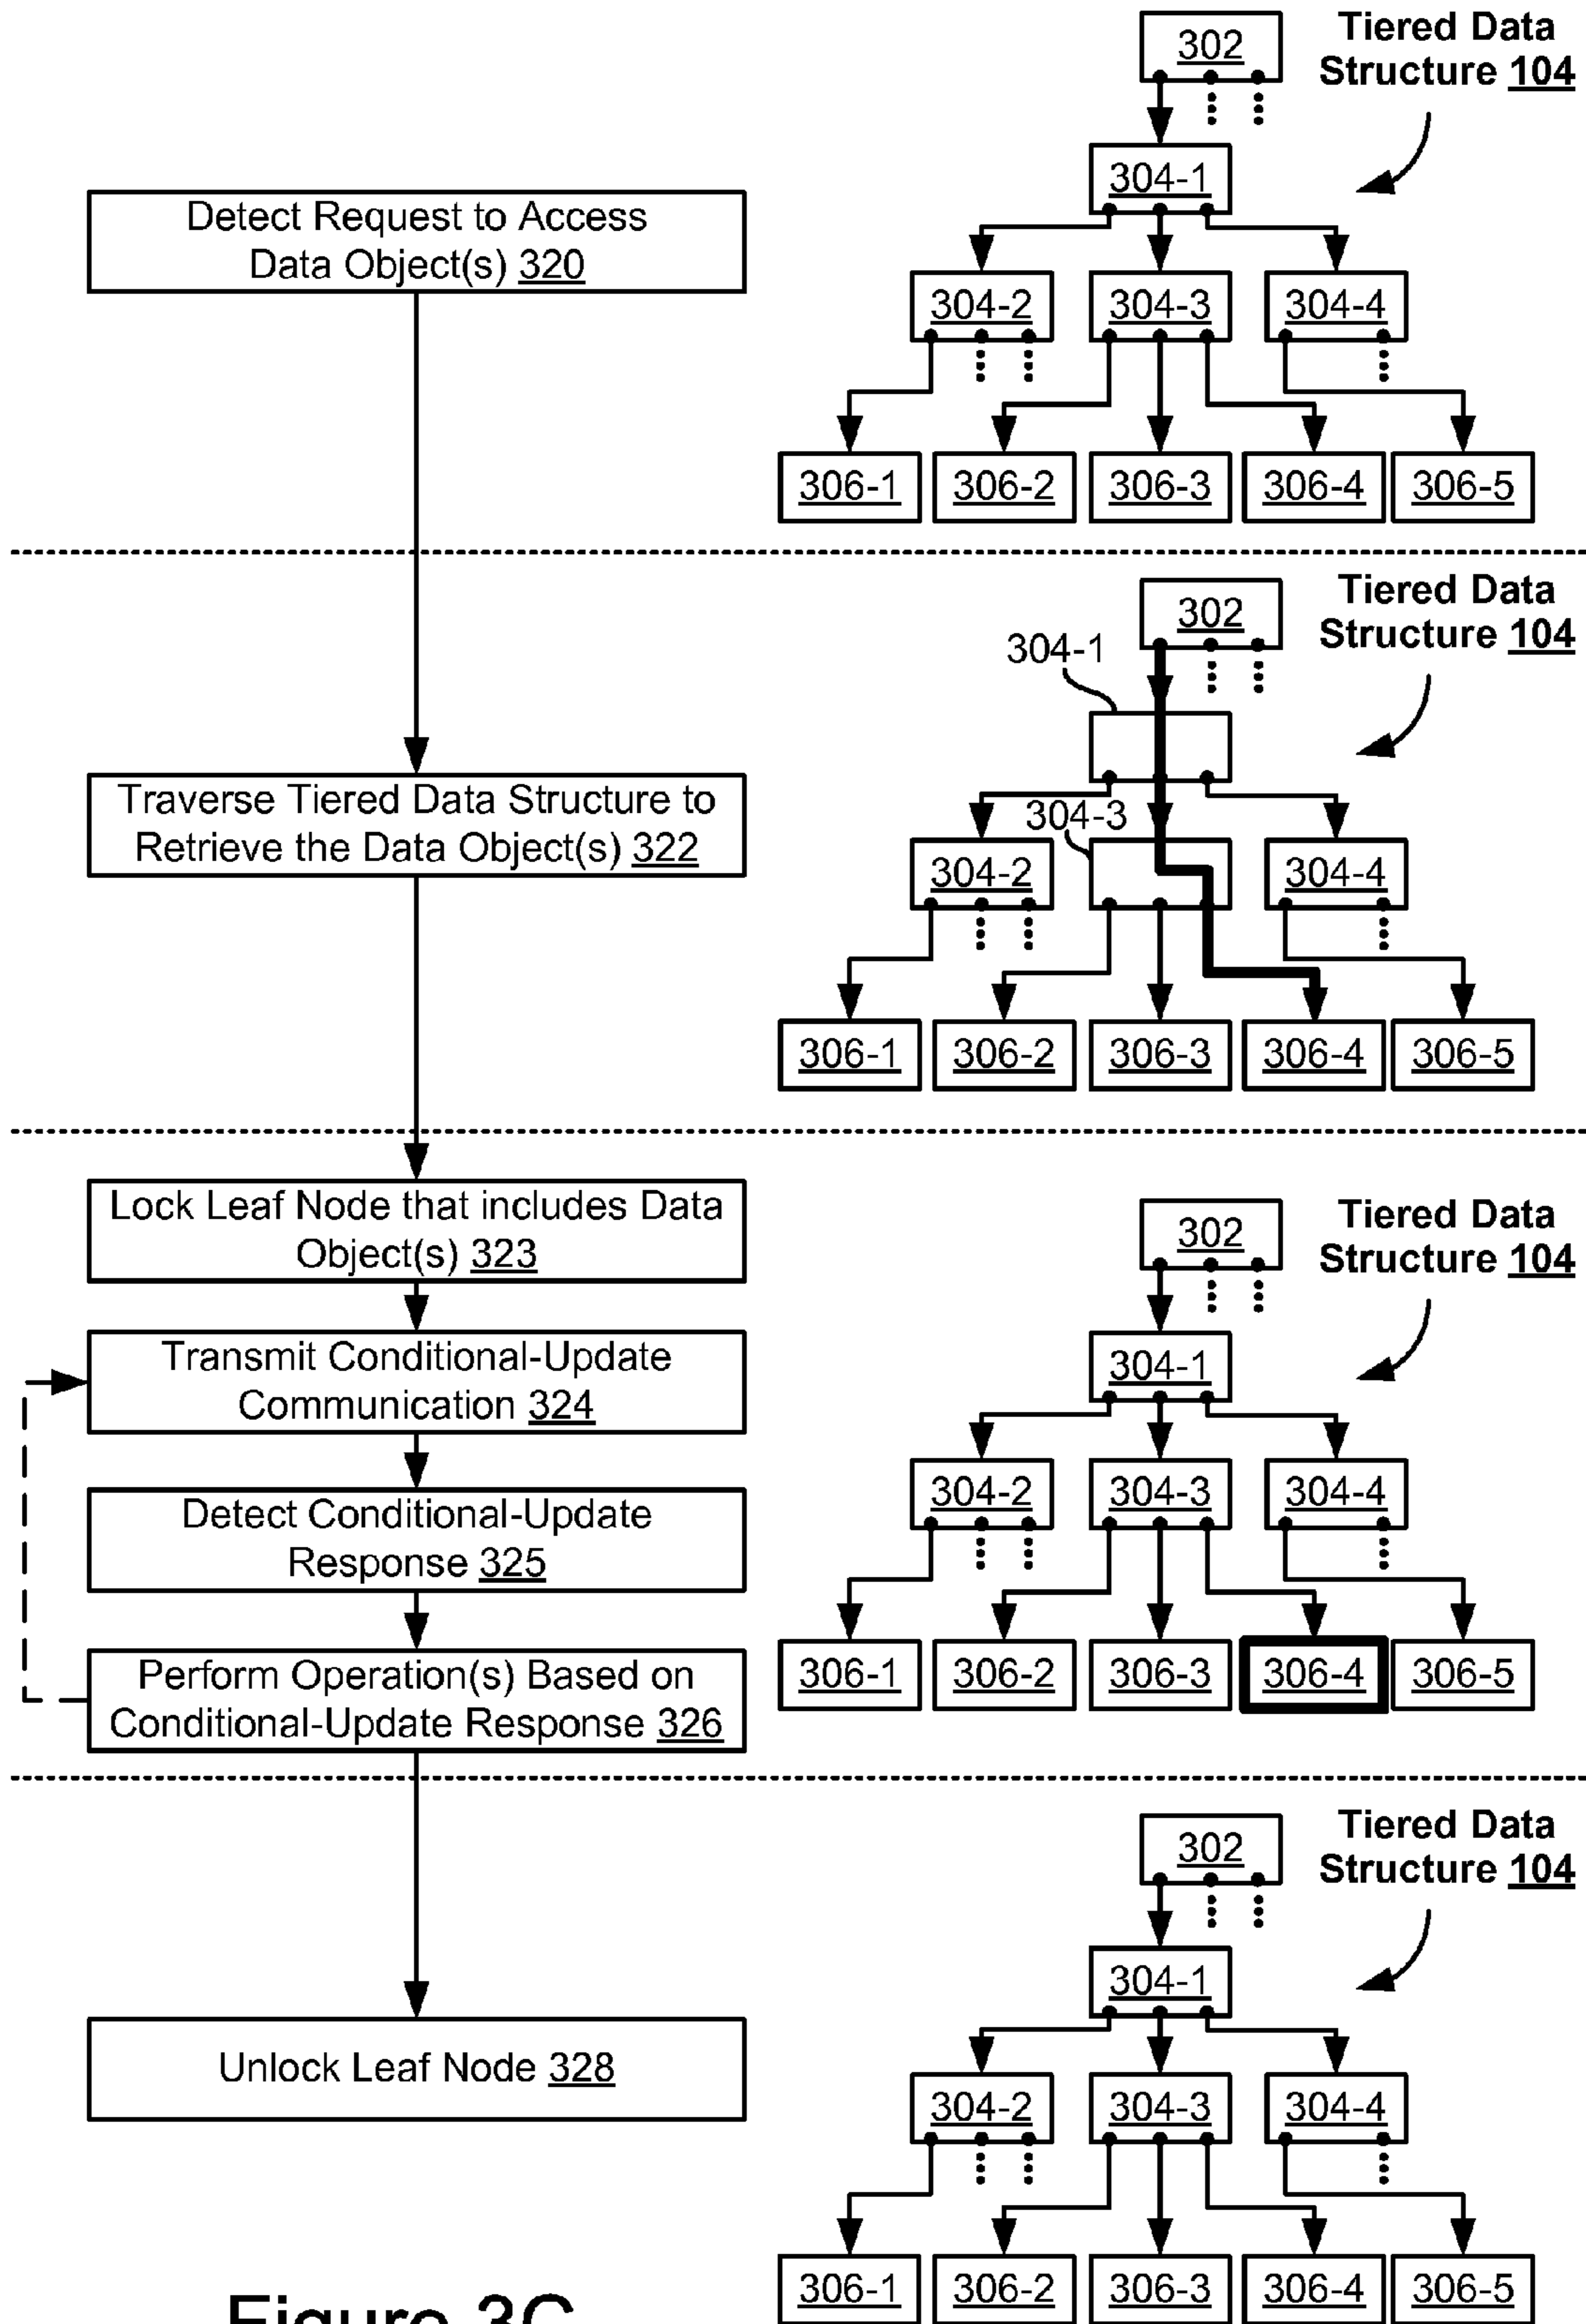 302
Tiered Data
Structure 104
304-1
Detect Request to Access
Data Object(s) 320
304-2
304-3
304-4
306-1
306-2
306-3
306-4
306-5
302
Tiered Data
Structure 104
304-1
Traverse Tiered Data Structure to
Retrieve the Data Object(s) 322
304-3
304-2
304-4
306-1
306-2
306-3
306-4
306-5
Lock Leaf Node that includes Data
Object(s) 323
302
Tiered Data
Structure 104
Transmit Conditional-Update
Communication 324
304-1
Detect Conditional-Update
Response 325
304-2
304-3
304-4
Perform Operation(s) Based on
Conditional-Update Response 326
306-1
306-2
306-3
306-4
306-5
302
Tiered Data
Structure 104
304-1
Unlock Leaf Node 328
304-2
304-3
304-4
306-1
306-2
306-3
306-4
306-5
Figure 3C